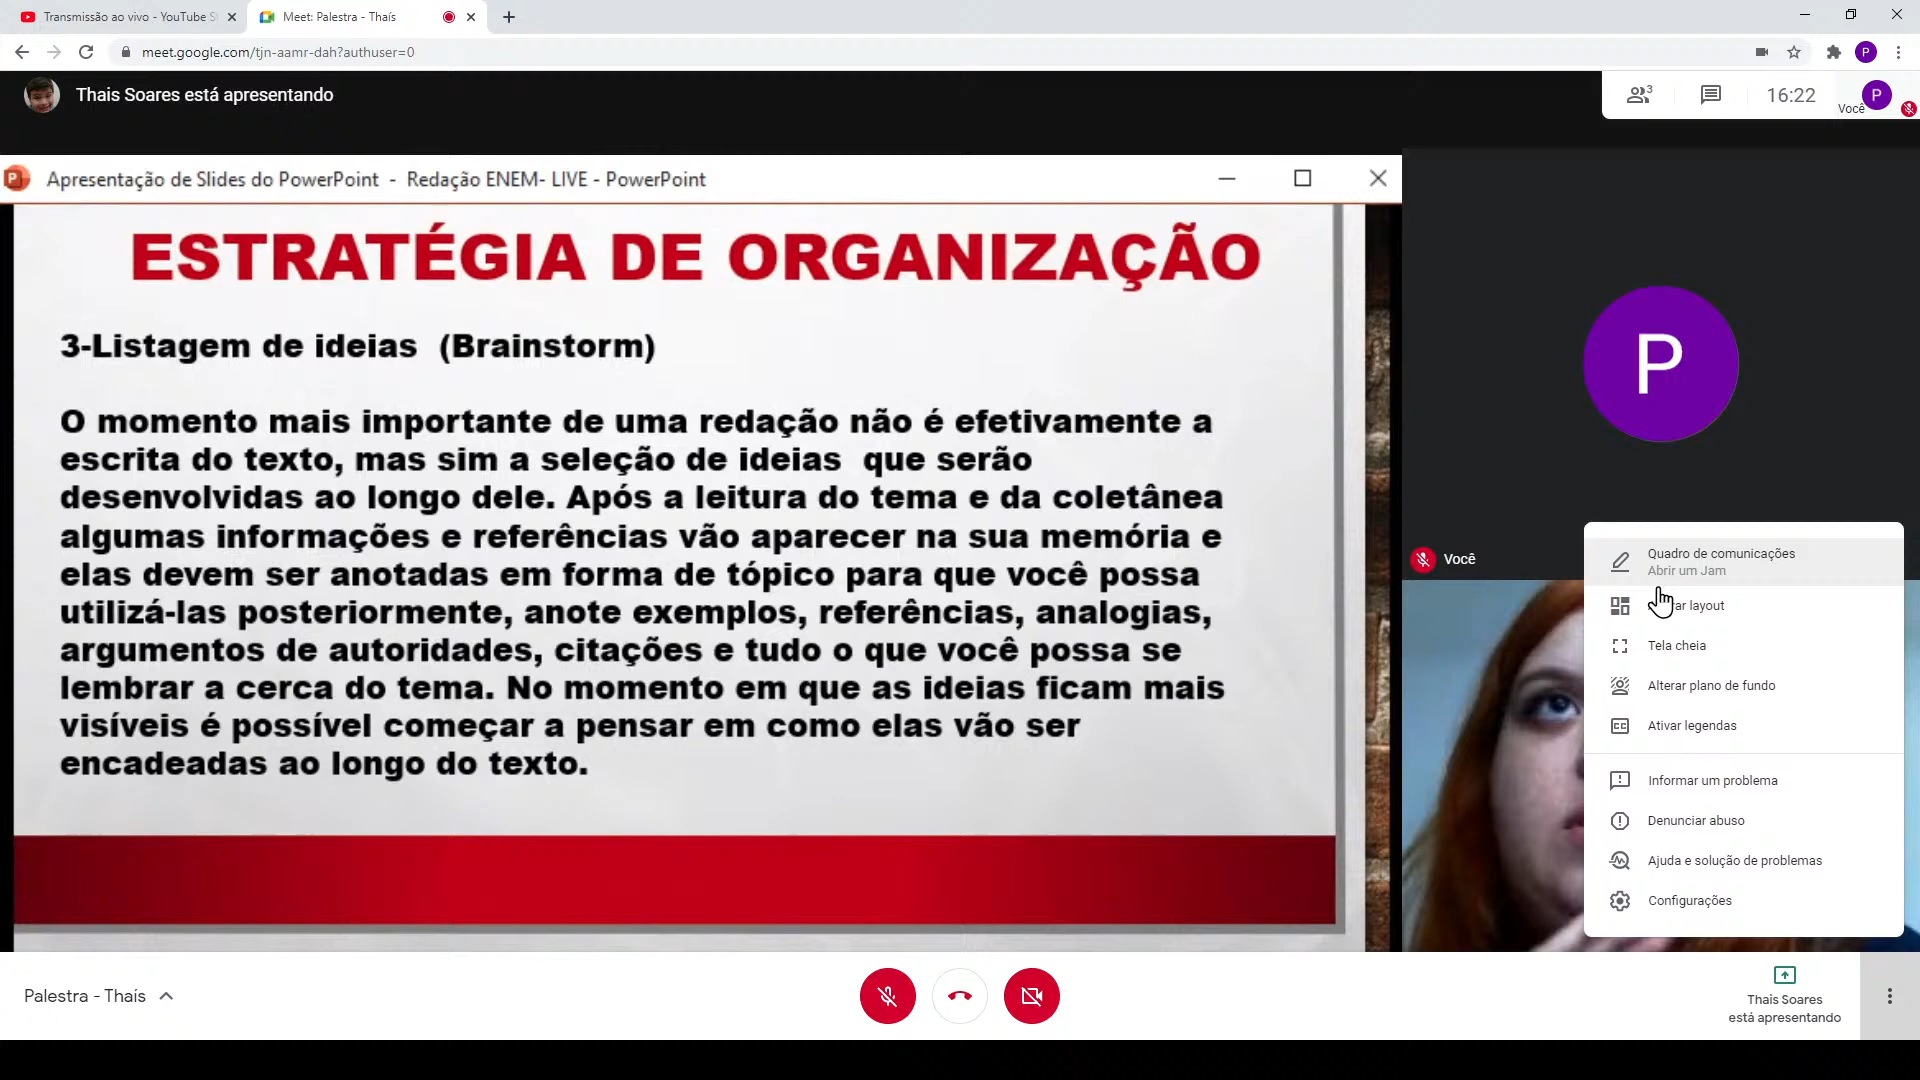 Transmissão ao vivo - YouTube S
Meet: Palestra - Thaís
meet.google.com/tjn-aamr-dah?authuser=0
P
Thais Soares está apresentando
3
16:22
Você
P
Apresentação de Slides do PowerPoint - Redação ENEM- LIVE - PowerPoint
ESTRATÉGIA DE ORGANIZAÇÃO
3-Listagem de ideias (Brainstorm)
O momento mais importante de uma redação não é efetivamente a
escrita do texto, mas sim a seleção de ideias que serão
desenvolvidas ao longo dele. Após a leitura do tema e da coletânea
algumas informações e referências vão aparecer na sua memória e
elas devem ser anotadas em forma de tópico para que você possa
utilizá-las posteriormente, anote exemplos, referências, analogias,
argumentos de autoridades, citações e tudo o que você possa se
lembrar a cerca do tema. No momento em que as ideias ficam mais
visíveis é possível começar a pensar em como elas vão ser
encadeadas ao longo do texto.
P
Você
Quadro de comunicações
Abrir um Jam
layout
Tela cheia
Alterar plano de fundo
Ativar legendas
Informar um problema
Denunciar abuso
Ajuda e solução de problemas
Configurações
Palestra - Thaís
Thais Soares
está apresentando